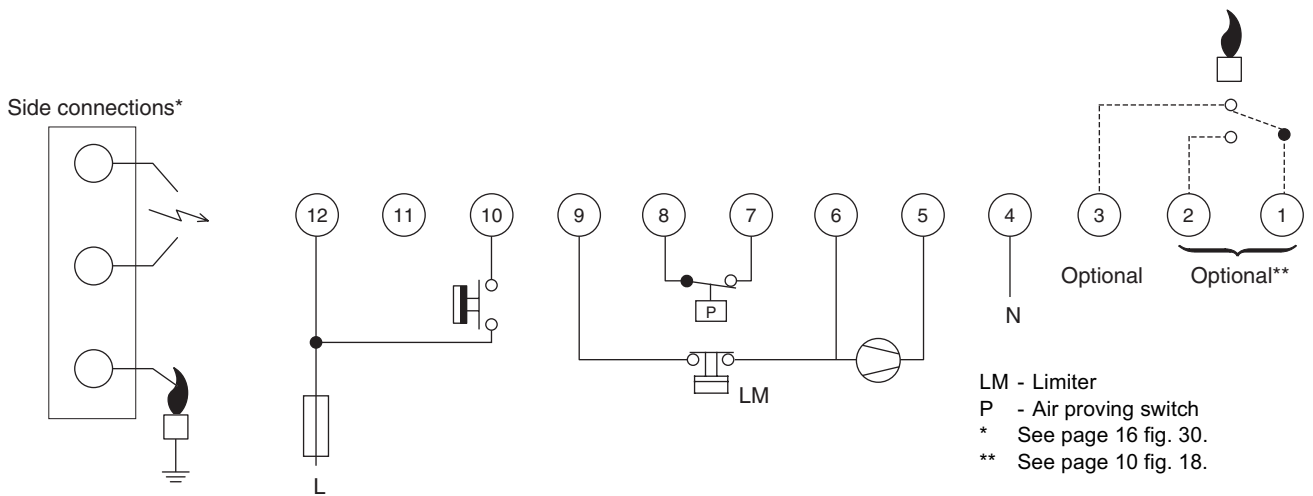 Side connections*
12 11 10 9 8 7 6 5 4 3 2 1
P
Optional Optional**
N
LM
L
LM - Limiter
P - Air proving switch
* See page 16 fig. 30.
** See page 10 fig. 18.